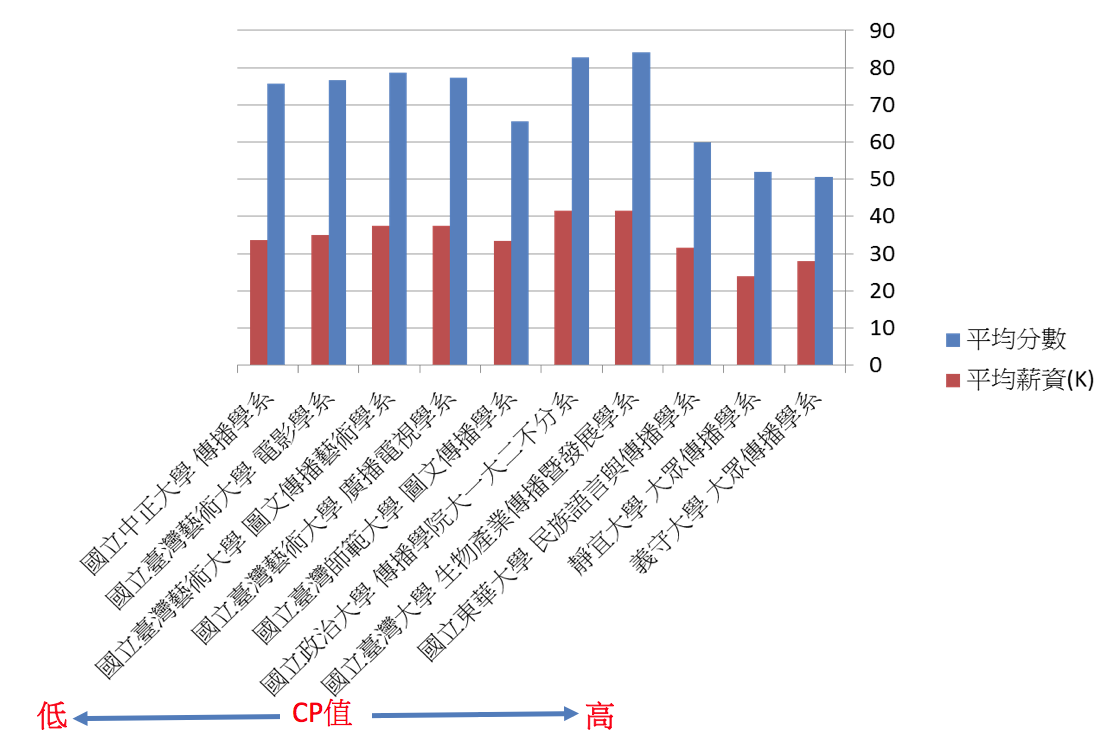 90
80
70
60
50
40
30
20
10
0
平均分數
平均薪資(K)
國立中正大學 傳播學系
國立臺灣藝術大學 電影學系
國立臺灣藝術大學 圖文傳播藝術學系
國立臺灣藝術大學 廣播電視學系
國立臺灣師範大學 圖文傳播學系
國立政治大學 傳播學院大一大二不分系
國立臺灣大學 生物產業傳播暨發展學系
國立東華大學 民族語言與傳播學系
靜宜大學 大眾傳播學系
義守大學 大眾傳播學系
低 CP值 高